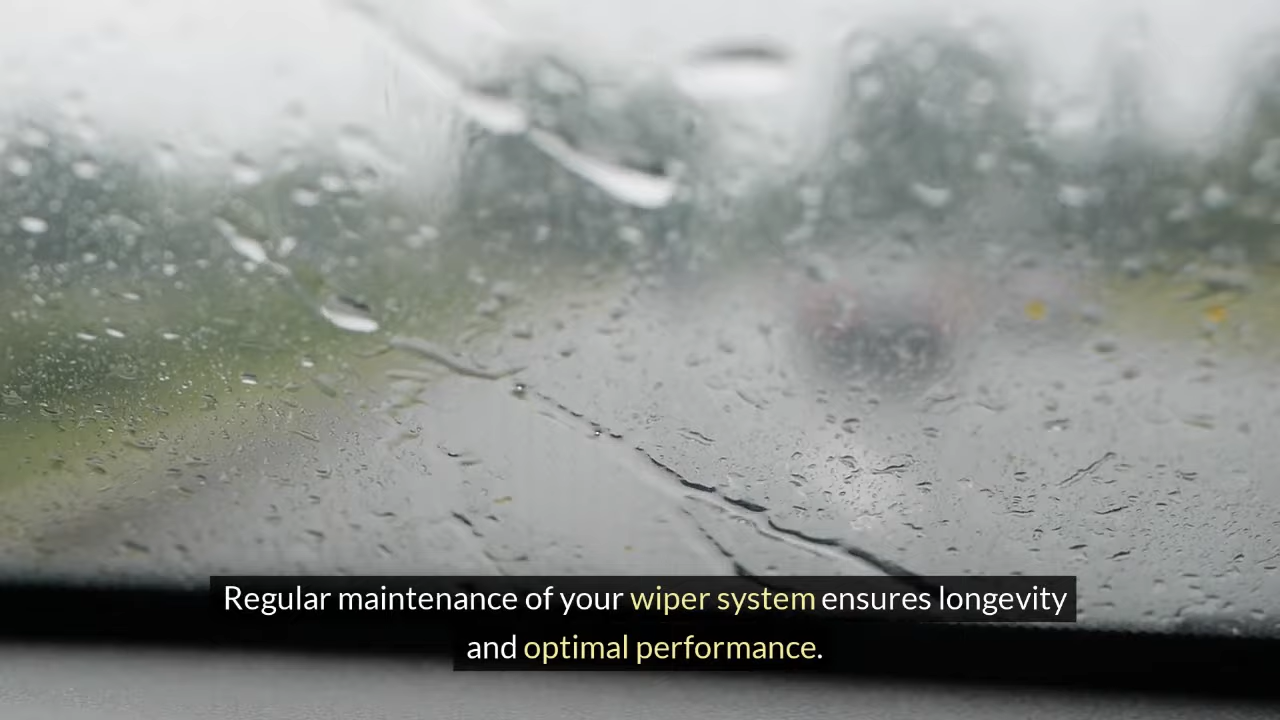 Regular maintenance of your wiper system ensures longevity
and optimal performance.